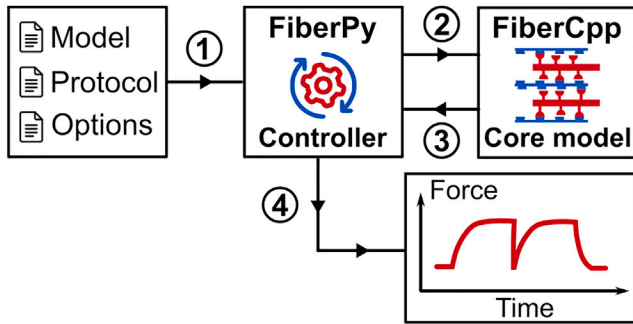 Model
Protocol
Options
1
FiberPy
Controller
2
3
FiberCpp
Core model
4
Force
Time